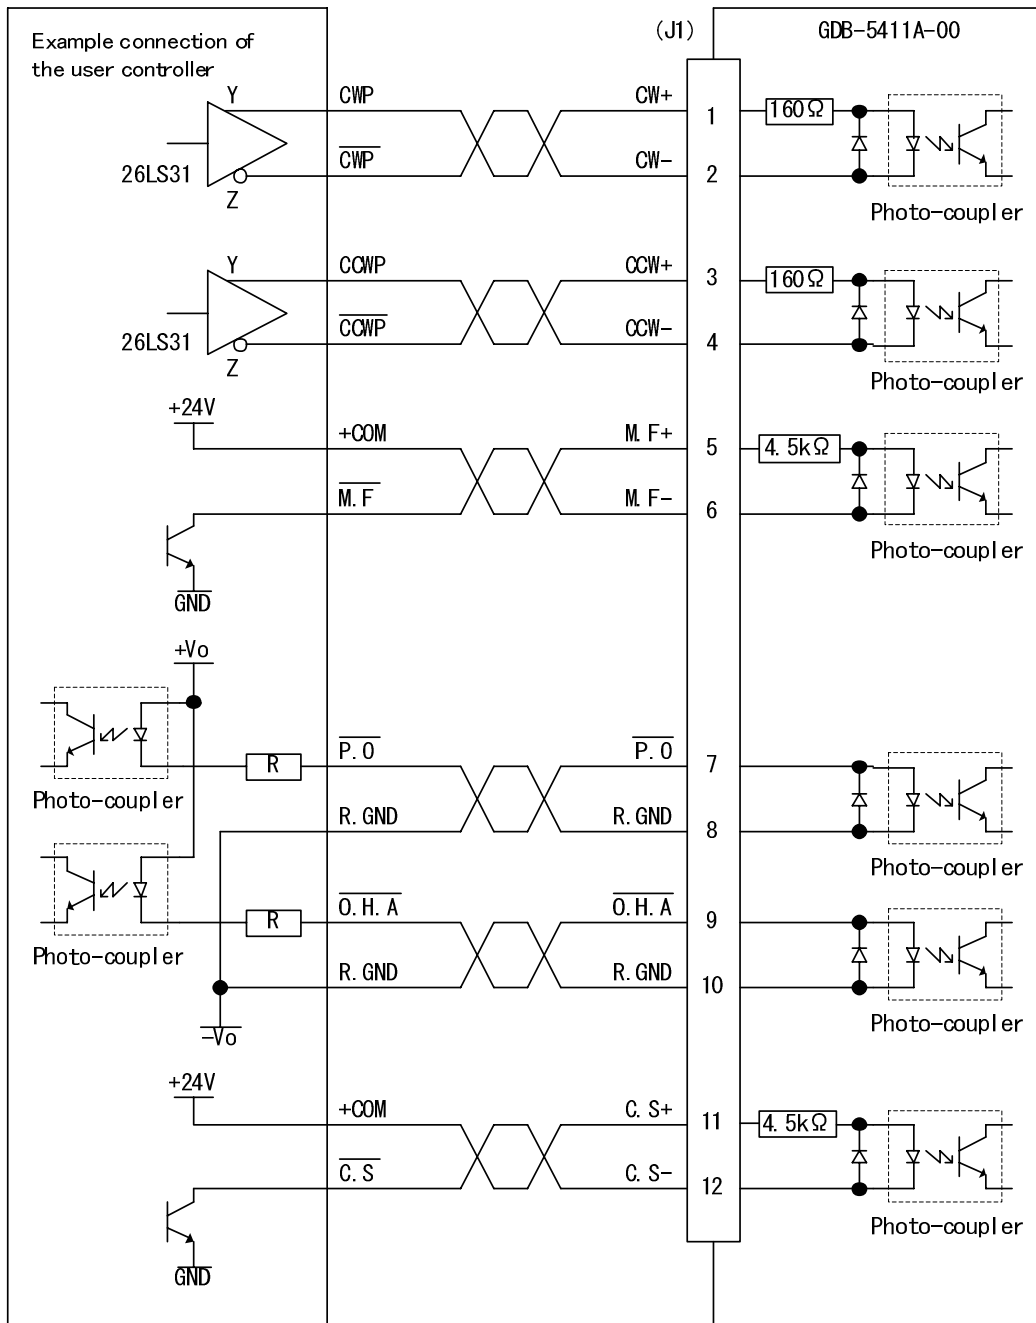 Example connection of
the user controller
(J1)
GDB-5411A-00
Y
CWP
CW+
1
160Ω
26LS31
CWP
CW-
2
Z
Photo-coupler
Y
CCWP
CCW+
3
160Ω
26LS31
CCWP
CCW-
4
Z
Photo-coupler
+24V
+COM
M.F+
5
4.5kΩ
M.F
M.F-
6
Photo-coupler
GND
+Vo
R
P.O
P.O
7
Photo-coupler
R.GND
R.GND
8
Photo-coupler
R
O.H.A
O.H.A
9
Photo-coupler
R.GND
R.GND
10
Photo-coupler
-Vo
+24V
+COM
C.S+
11
4.5kΩ
C.S
C.S-
12
Photo-coupler
GND